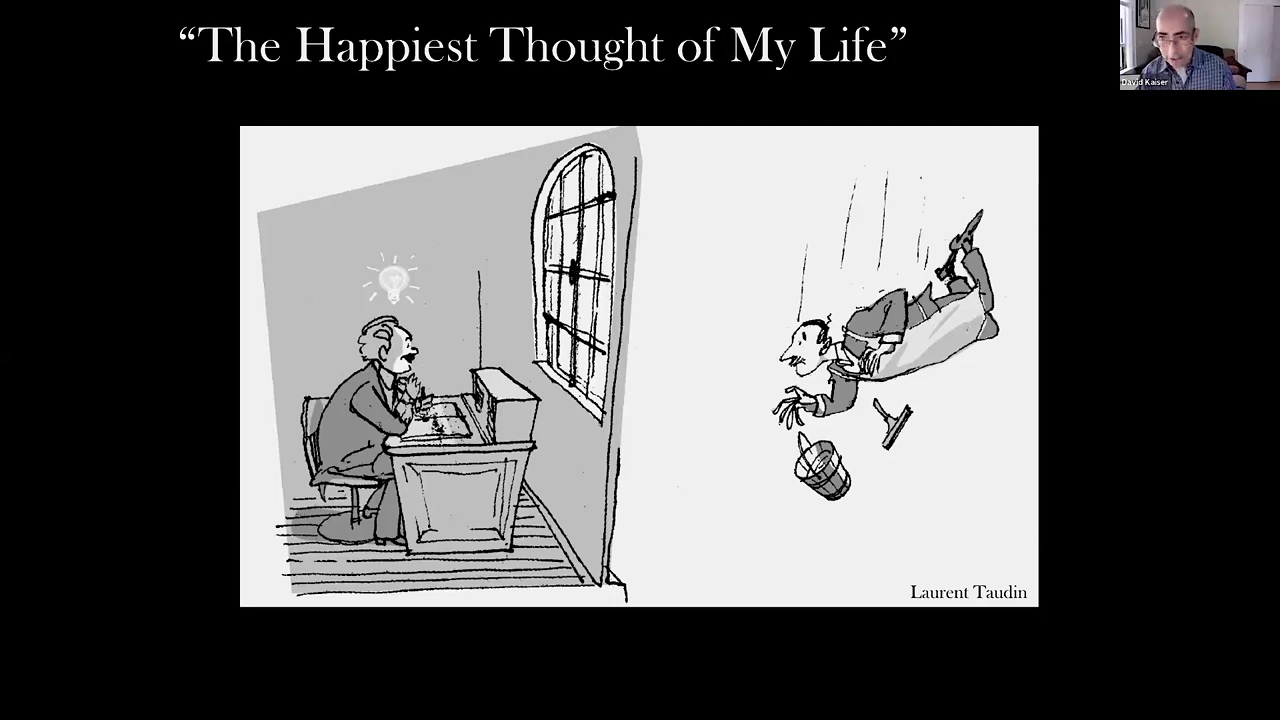 “The Happiest Thought of My Life”
David Kaiser
Laurent Taudin